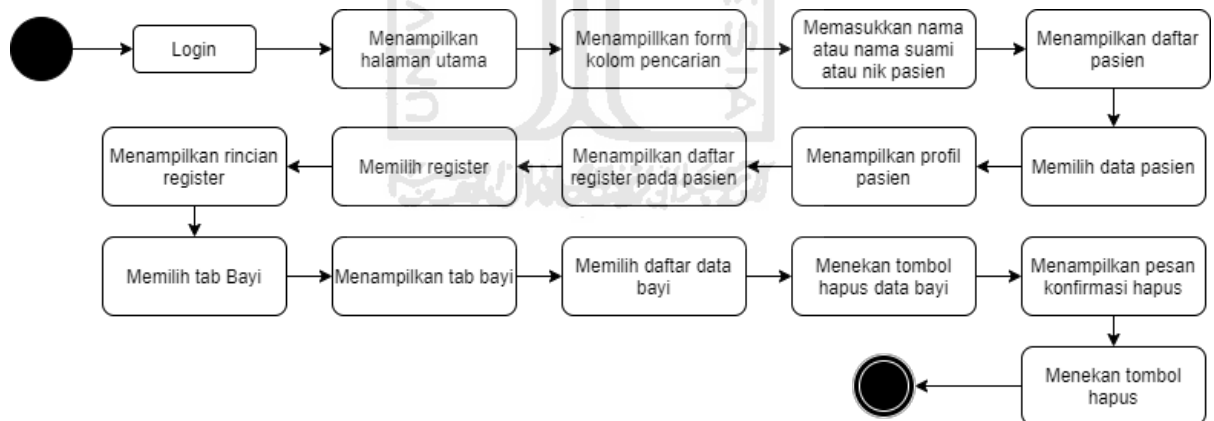 Login
Menampilkan
halaman utama
Menampillkan form
kolom pencarian
Memasukkan nama
atau nama suami
atau nik pasien
Menampilkan daftar
pasien
Memilih data pasien
Menampilkan profil
pasien
Menampilkan daftar
register pada pasien
Memilih register
Menampilkan rincian
register
Memilih tab Bayi
Menampilkan tab bayi
Memilih daftar data
bayi
Menekan tombol
hapus data bayi
Menampilkan pesan
konfirmasi hapus
Menekan tombol
hapus